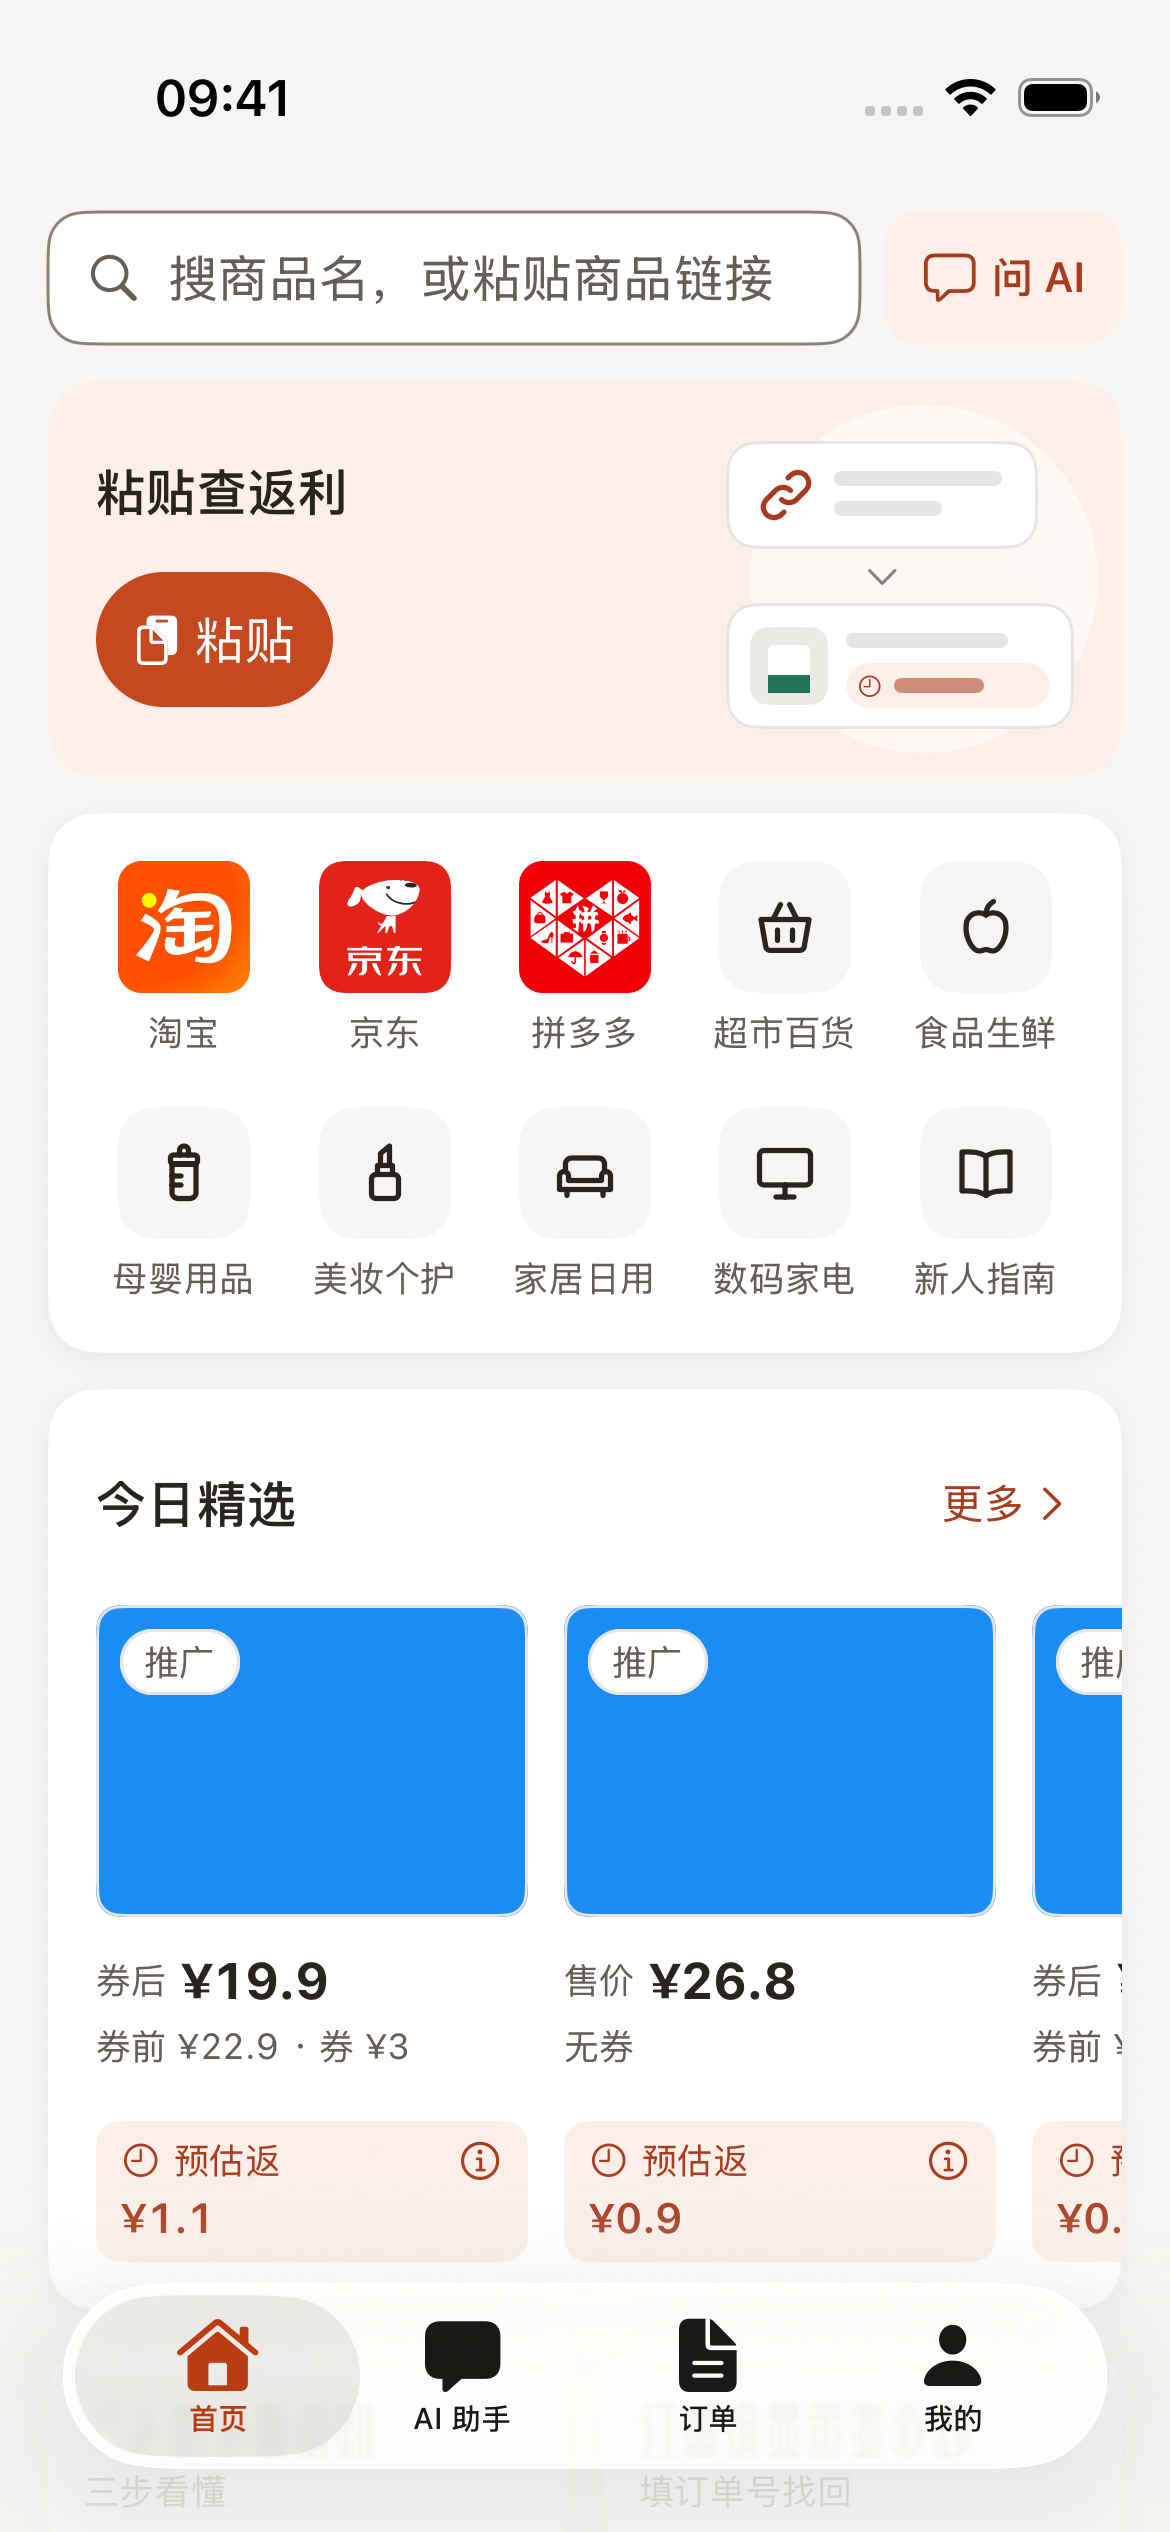 09:41
搜商品名，或粘贴商品链接
问 AI
粘贴查返利
粘贴
淘
京东
拼
淘宝
京东
拼多多
超市百货
食品生鲜
母婴用品
美妆个护
家居日用
数码家电
新人指南
今日精选
更多
推广
推广
推广
券后 ¥19.9
售价 ¥26.8
券后 ¥
券前 ¥22.9 · 券 ¥3
无券
券前 ¥
预估返
预估返
预
¥1.1
¥0.9
¥0.
首页
AI 助手
订单
我的
三步看懂
填订单号找回